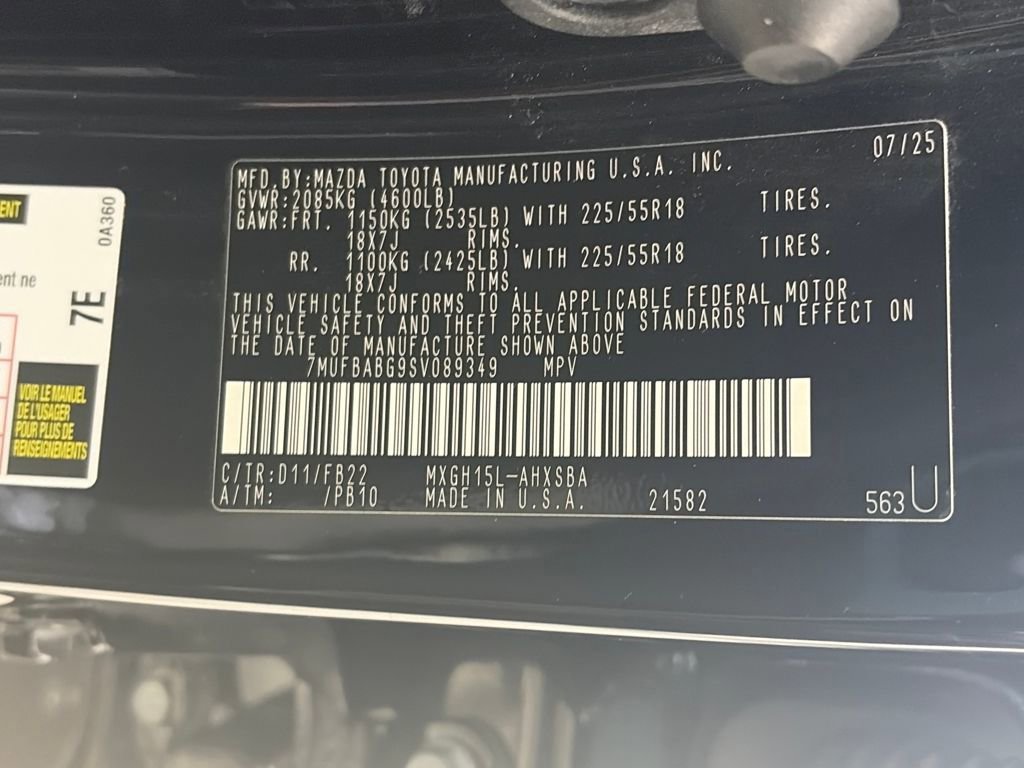 MFD. BY:MAZDA TOYOTA MANUFACTURING U.S.A. INC. 07/25
GVWR:2085KG (4600LB)
GAWR:FRT. 1150KG (2535LB) WITH 225/55R18 TIRES.
18X7J RIMS.
RR. 1100KG (2425LB) WITH 225/55R18 TIRES.
18X7J RIMS.
THIS VEHICLE CONFORMS TO ALL APPLICABLE FEDERAL MOTOR
VEHICLE SAFETY AND THEFT PREVENTION STANDARDS IN EFFECT ON
THE DATE OF MANUFACTURE SHOWN ABOVE
7MUFBABG9SV089349 MPV
C/TR:D11/FB22 MXGH15L-AHXSBA
A/TM: /PB10 MADE IN U.S.A. 21582 563 U
ENT
0A360
ent ne
7E
VOIR LE MANUEL
DE L'USAGER
POUR PLUS DE
RENSEIGNEMENTS